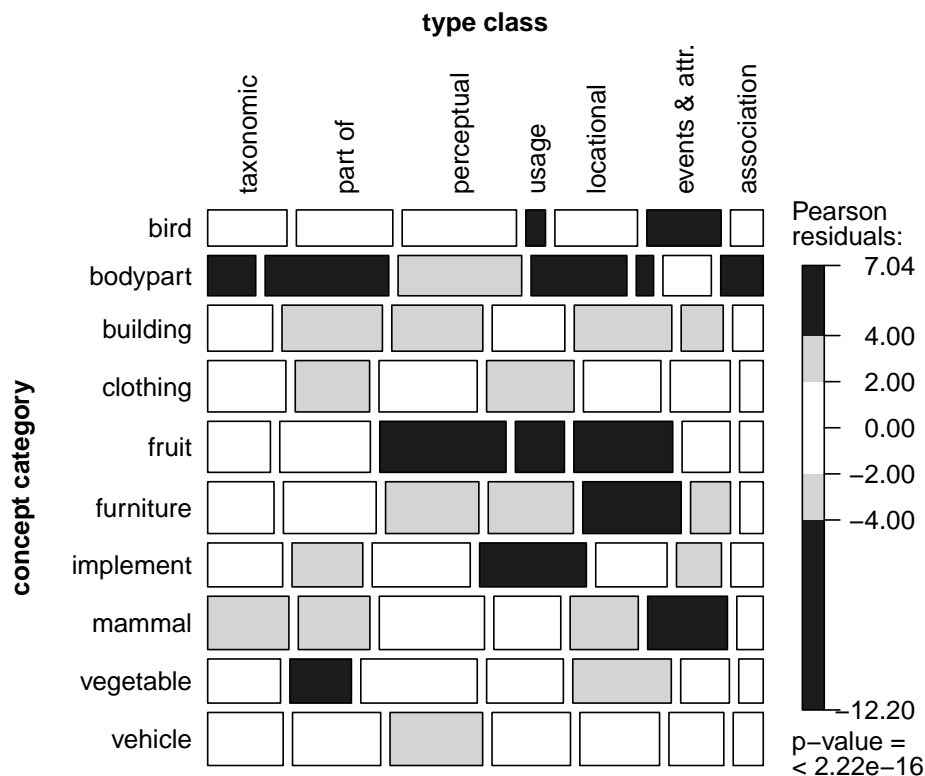 type class
taxonomic
part of
perceptual
usage
locational
events & attr.
association
concept category
bird
bodypart
building
clothing
fruit
furniture
implement
mammal
vegetable
vehicle
Pearson
residuals:
7.04
4.00
2.00
0.00
−2.00
−4.00
−12.20
p−value =
< 2.22e−16